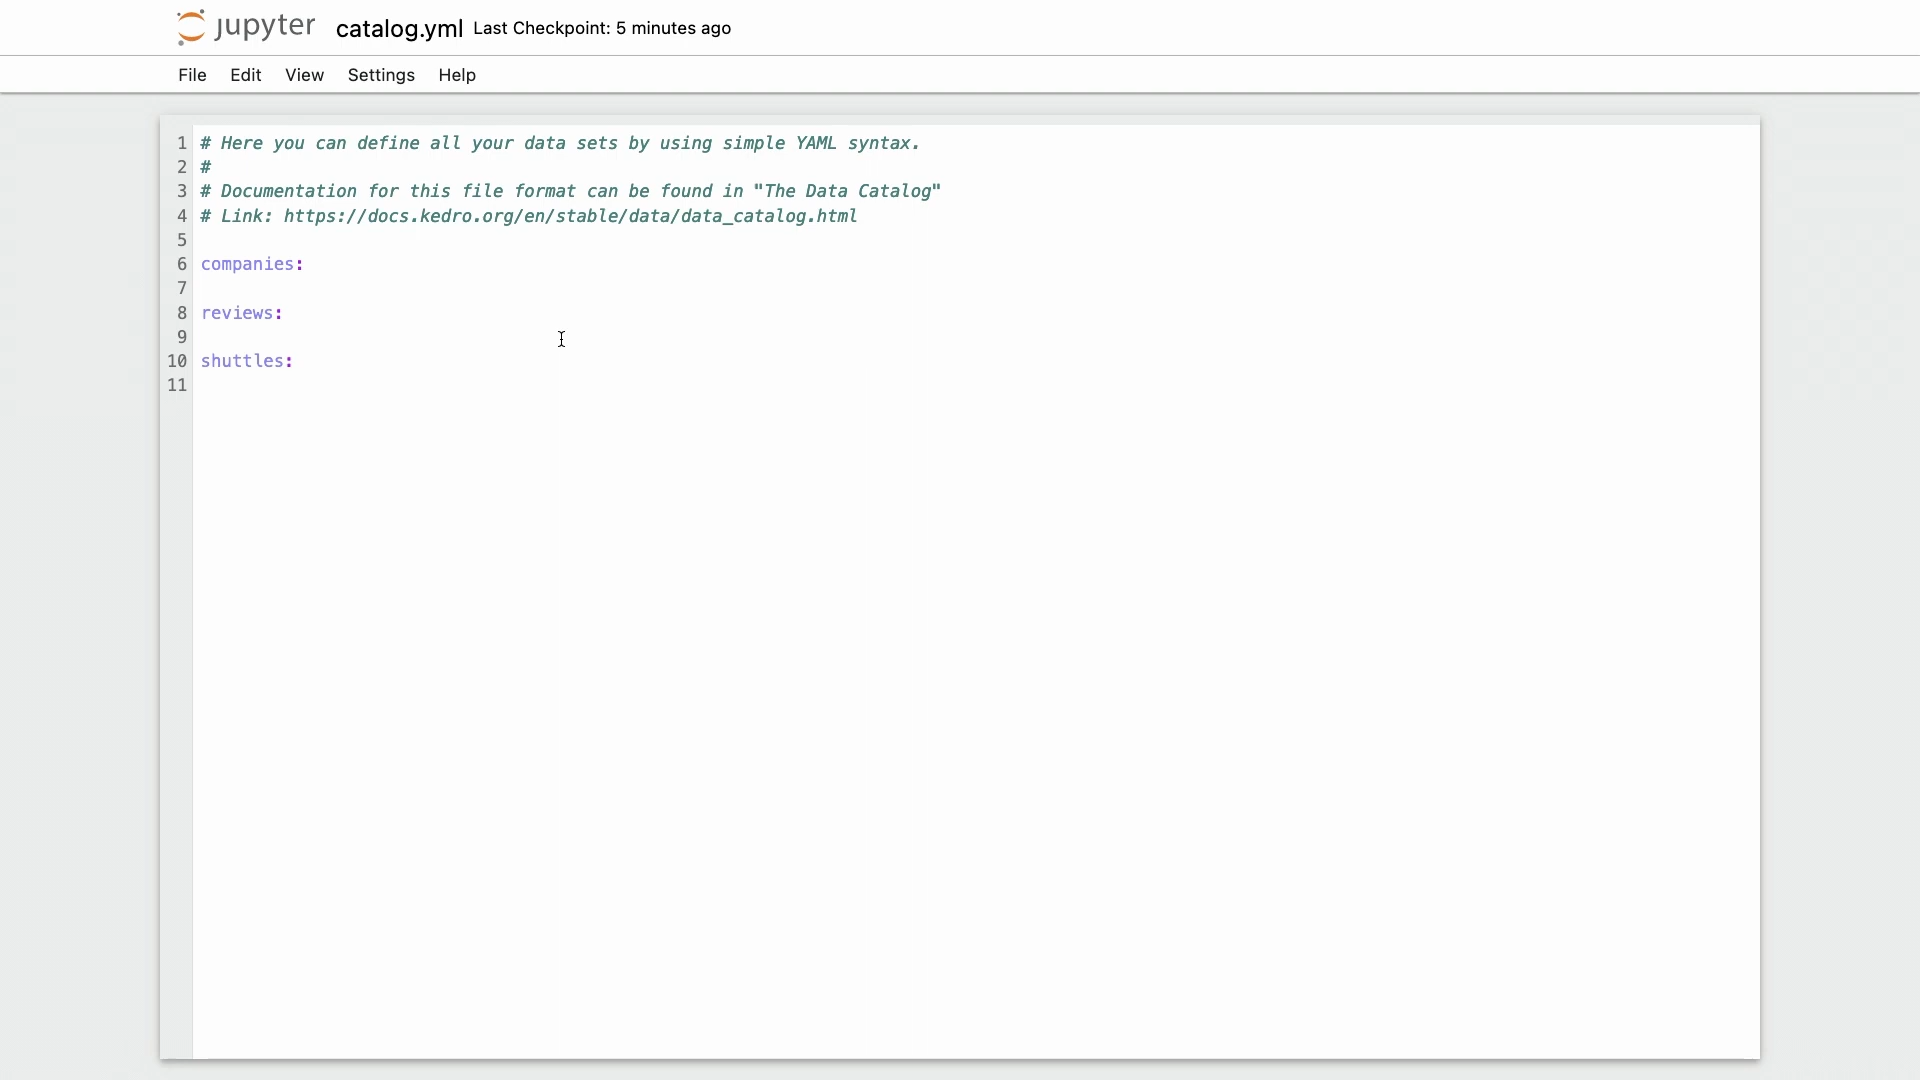 jupyter catalog.yml Last Checkpoint: 5 minutes ago
File Edit View Settings Help
1 # Here you can define all your data sets by using simple YAML syntax.
2 #
3 # Documentation for this file format can be found in "The Data Catalog"
4 # Link: https://docs.kedro.org/en/stable/data/data_catalog.html
5
6 companies:
7
8 reviews:
9
10 shuttles:
11